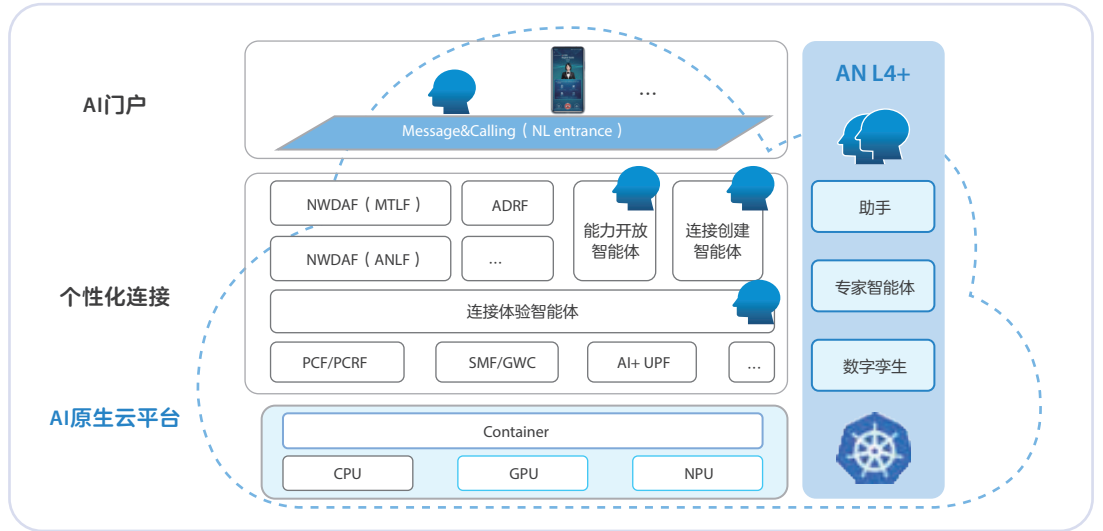 AI门户
...
Message&Calling（NL entrance）
个性化连接
NWDAF（MTLF）
ADRF
能力开放
智能体
连接创建
智能体
NWDAF（ANLF）
...
连接体验智能体
PCF/PCRF
SMF/GWC
AI+ UPF
...
AI原生云平台
Container
CPU
GPU
NPU
AN L4+
助手
专家智能体
数字孪生